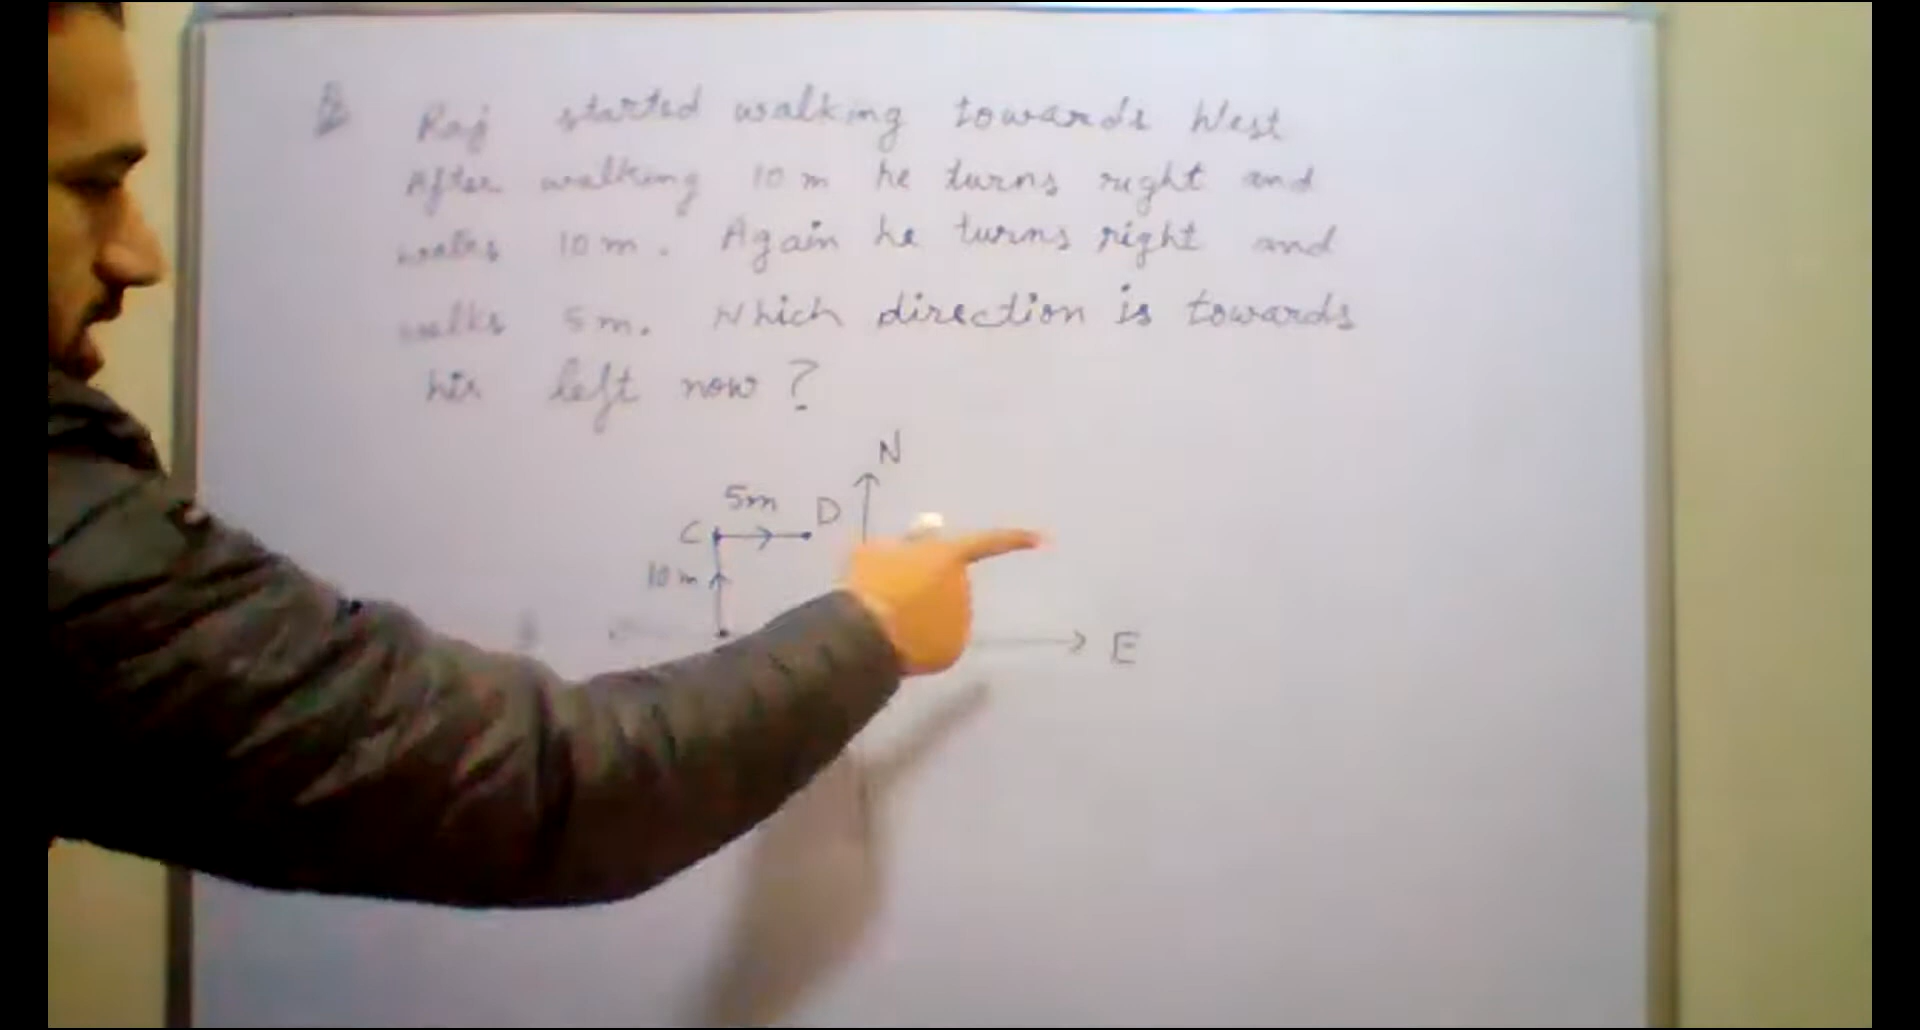 Q Raj started walking towards West
After walking 10 m he turns right and
walks 10 m. Again he turns right and
walks 5 m. Which direction is towards
his left now?
N
5m
C D
10 m
E